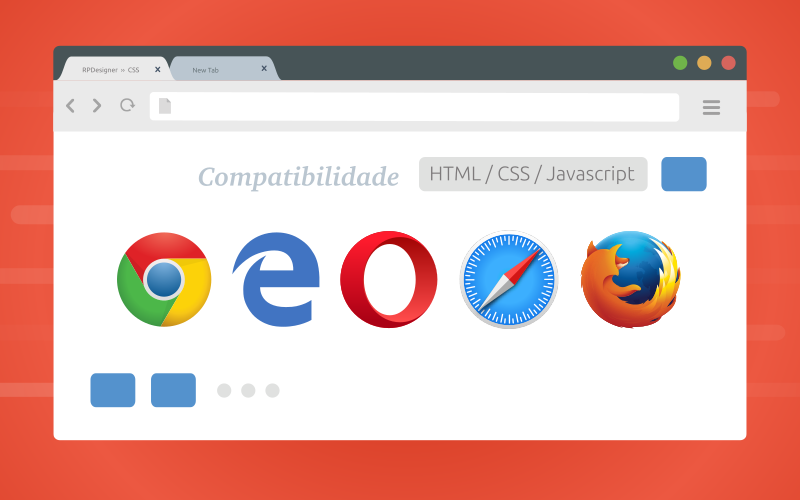 RPDesigner » CSS x
New Tab x
Compatibilidade
HTML / CSS / Javascript